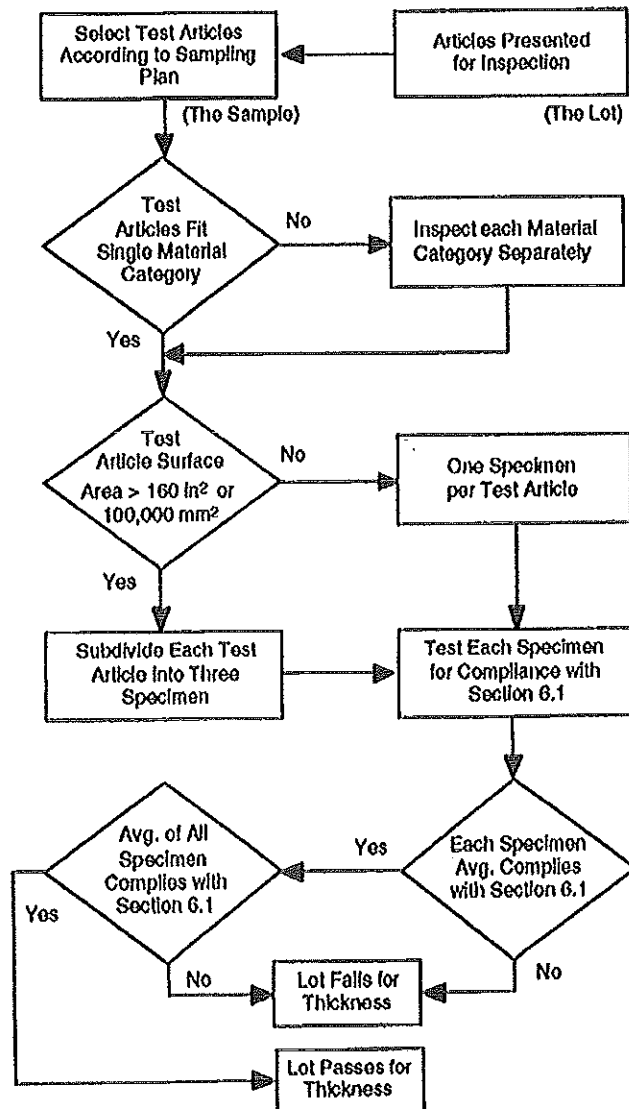 Select Test Articles
According to Sampling
Plan
Articles Presented
for Inspection
(The Sample)
(The Lot)
Test
Articles Fit
Single Material
Category
No
Inspect each Material
Category Separately
Yes
Test
Article Surface
Area > 160 in² or
100,000 mm²
No
One Specimen
per Test Article
Yes
Subdivide Each Test
Article into Three
Specimen
Test Each Specimen
for Compliance with
Section 6.1
Avg. of All
Specimen
Complies with
Section 6.1
Yes
Each Specimen
Avg. Complies
with Section 6.1
Yes
No
Lot Fails for
Thickness
No
Lot Passes for
Thickness